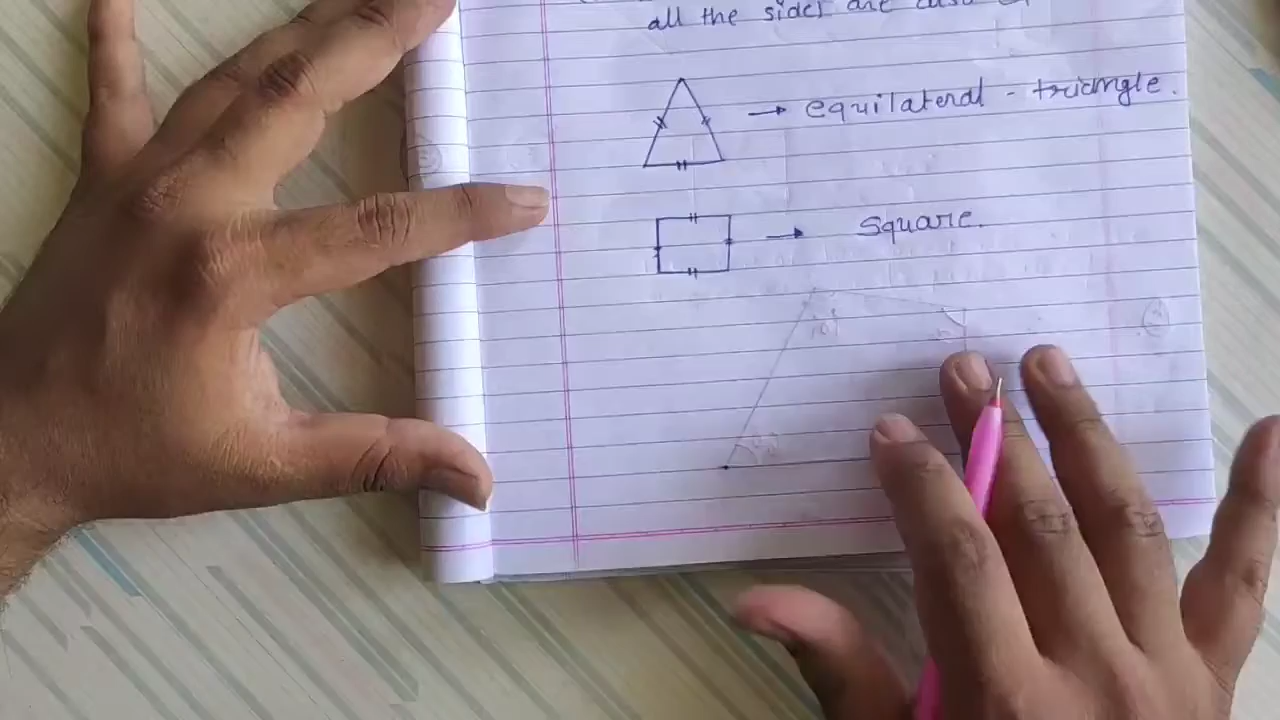 all the sides are
equilateral - triangle.
square.